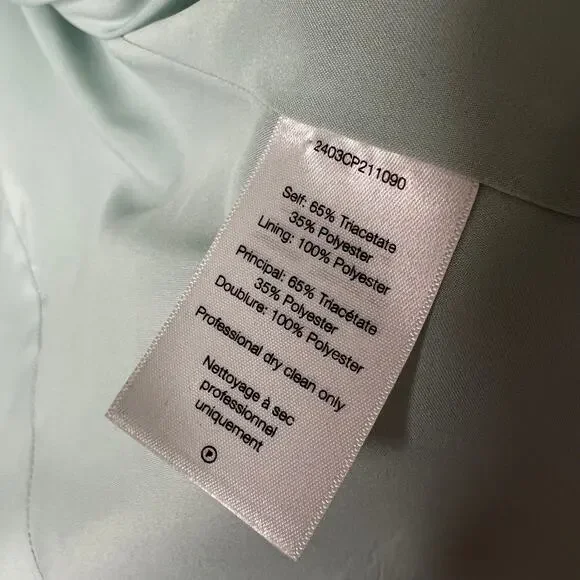 2403CP211090
Self: 65% Triacetate
35% Polyester
Lining: 100% Polyester
Principal: 65% Triacétate
35% Polyester
Doublure: 100% Polyester
Professional dry clean only
Nettoyage à sec
professionnel
uniquement
P